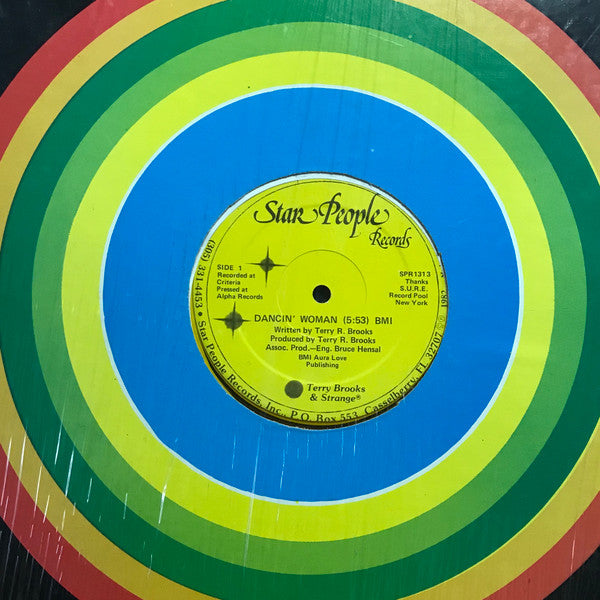 Star People
Records
SIDE 1
Recorded at
Criteria
Pressed at
Alpha Records
SPR1313
Thanks
S.U.R.E.
Record Pool
New York
DANCIN' WOMAN (5:53) BMI
Written by Terry R. Brooks
Produced by Terry R. Brooks
Assoc. Prod.—Eng. Bruce Hensal
BMI Aura Love
Publishing
Terry Brooks
& Strange®
(305) 331-4453 • Star People Records, Inc., P.O. Box 553, Casselberry, FL 32707 ©℗ 1982